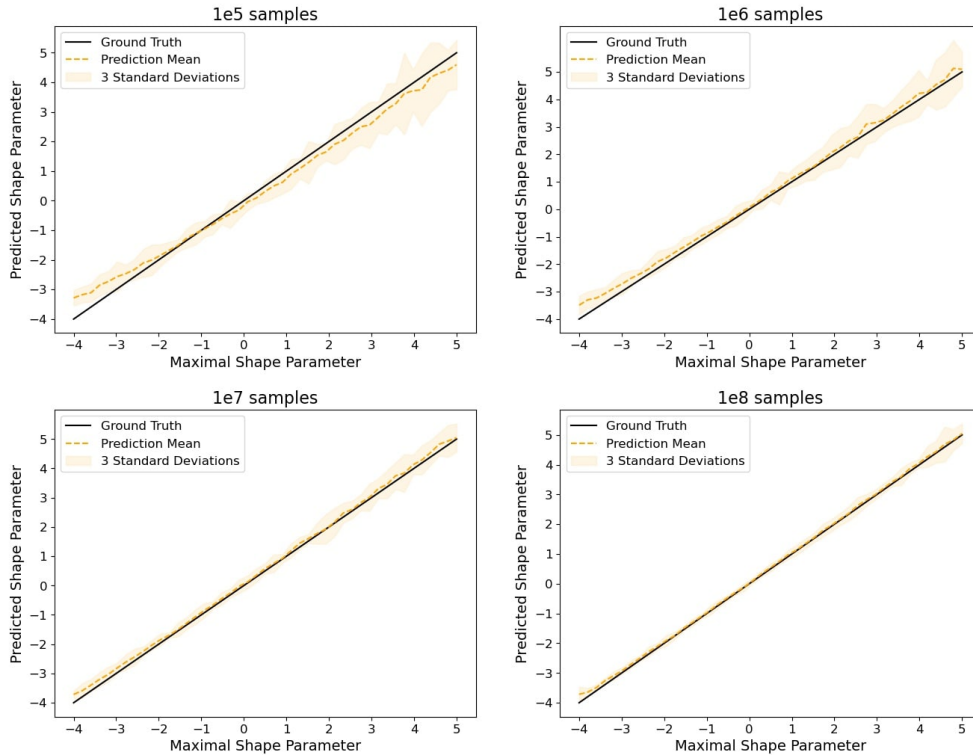 1e5 samples
Ground Truth
Prediction Mean
3 Standard Deviations
Predicted Shape Parameter
5
4
3
2
1
0
−1
−2
−3
−4
−4 −3 −2 −1 0 1 2 3 4 5
Maximal Shape Parameter
1e6 samples
Ground Truth
Prediction Mean
3 Standard Deviations
Predicted Shape Parameter
5
4
3
2
1
0
−1
−2
−3
−4
−4 −3 −2 −1 0 1 2 3 4 5
Maximal Shape Parameter
1e7 samples
Ground Truth
Prediction Mean
3 Standard Deviations
Predicted Shape Parameter
5
4
3
2
1
0
−1
−2
−3
−4
−4 −3 −2 −1 0 1 2 3 4 5
Maximal Shape Parameter
1e8 samples
Ground Truth
Prediction Mean
3 Standard Deviations
Predicted Shape Parameter
5
4
3
2
1
0
−1
−2
−3
−4
−4 −3 −2 −1 0 1 2 3 4 5
Maximal Shape Parameter